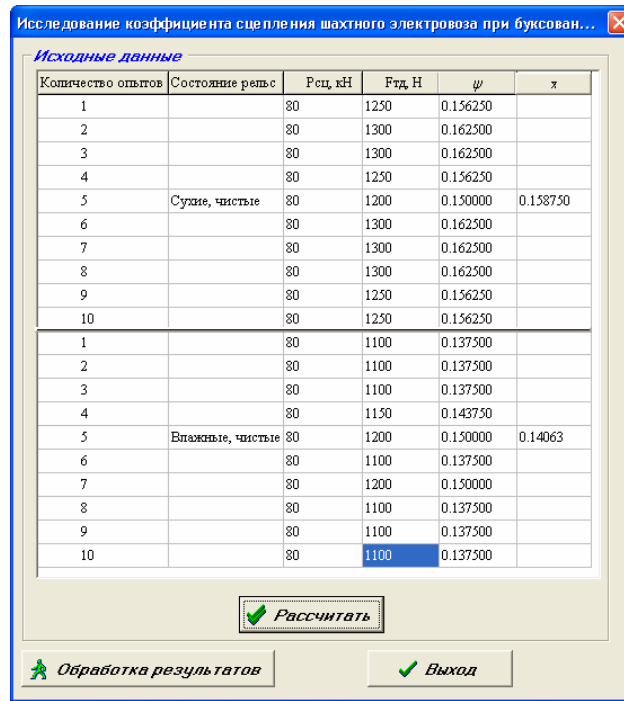 Исследование коэффициента сцепления шахтного электровоза при буксован...
Исходные данные
Количество опытов Состояние рельс Рсц, кН Fтд, Н ψ x̄
1 80 1250 0.156250
2 80 1300 0.162500
3 80 1300 0.162500
4 80 1250 0.156250
5 Сухие, чистые 80 1200 0.150000 0.158750
6 80 1300 0.162500
7 80 1300 0.162500
8 80 1300 0.162500
9 80 1250 0.156250
10 80 1250 0.156250
1 80 1100 0.137500
2 80 1100 0.137500
3 80 1100 0.137500
4 80 1150 0.143750
5 Влажные, чистые 80 1200 0.150000 0.14063
6 80 1100 0.137500
7 80 1200 0.150000
8 80 1100 0.137500
9 80 1100 0.137500
10 80 1100 0.137500
Рассчитать
Обработка результатов Выход